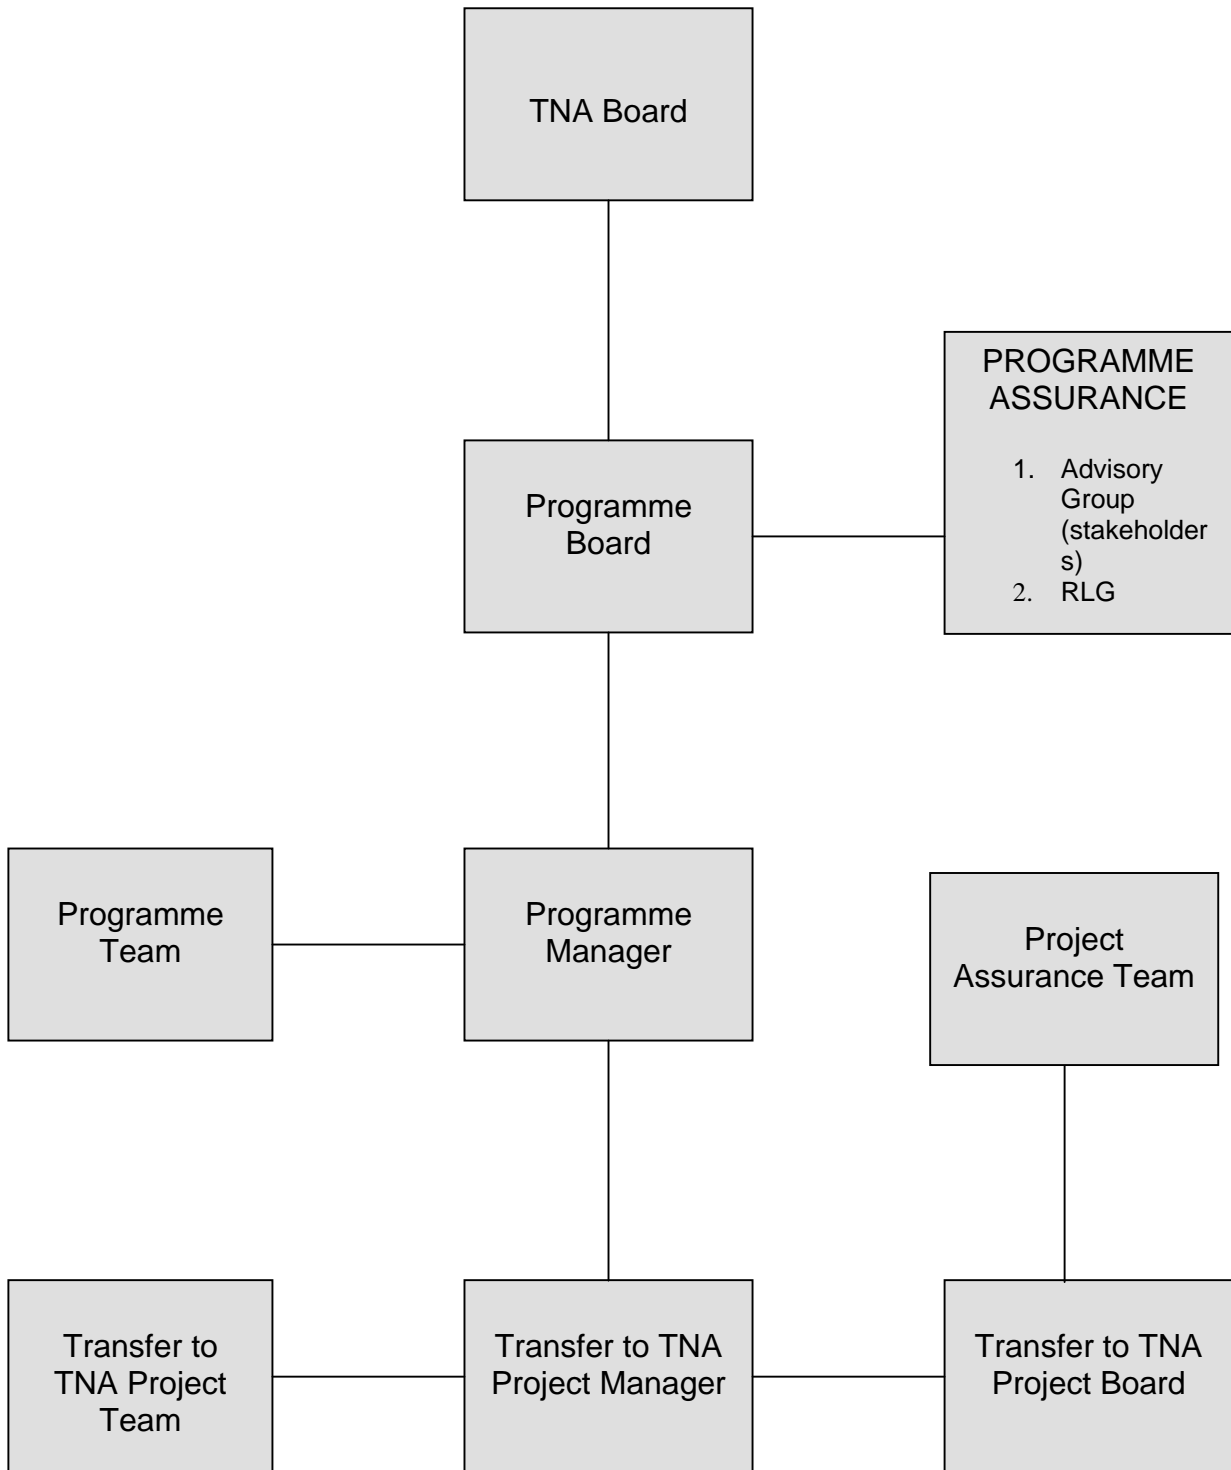 TNA Board
PROGRAMME
ASSURANCE
1. Advisory
Group
(stakeholder
s)
2. RLG
Programme
Board
Programme
Team
Programme
Manager
Project
Assurance Team
Transfer to
TNA Project
Team
Transfer to TNA
Project Manager
Transfer to TNA
Project Board